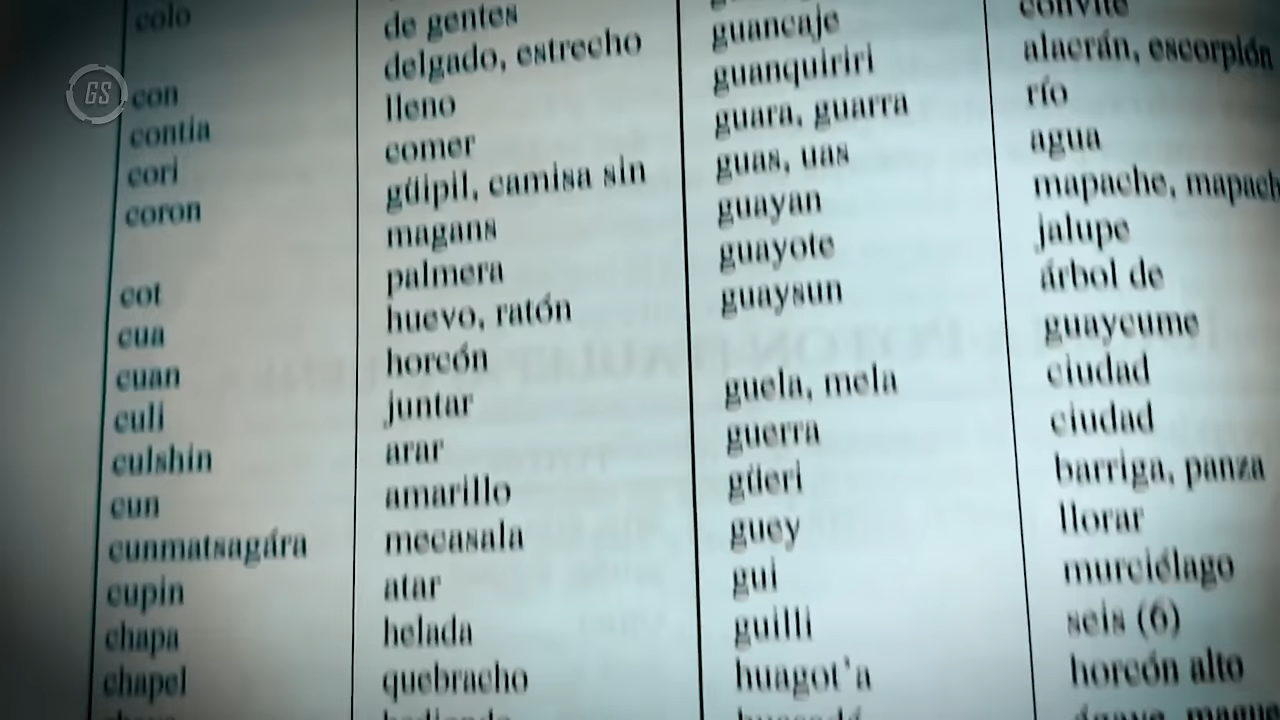 GS
colo
con
contia
cori
coron
cot
cua
cuan
culi
culshin
cun
cunmatsagára
cupin
chapa
chapel
de gentes
delgado, estrecho
lleno
comer
güipil, camisa sin
magans
palmera
huevo, ratón
horcón
juntar
arar
amarillo
mecasala
atar
helada
quebracho
guancaje
guanquiriri
guara, guarra
guas, uas
guayan
guayote
guaysun
guela, mela
guerra
güeri
guey
gui
guilli
huagot'a
convite
alacrán, escorpión
río
agua
mapache, mapach
jalupe
árbol de
guaycume
ciudad
ciudad
barriga, panza
llorar
murciélago
seis (6)
horcón alto